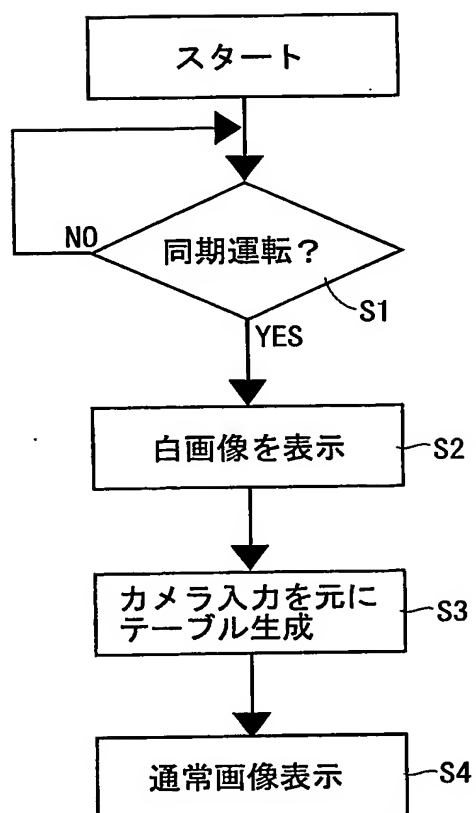 スタート
NO
同期運転?
S1
YES
白画像を表示
S2
カメラ入力を元に
テーブル生成
S3
通常画像表示
S4